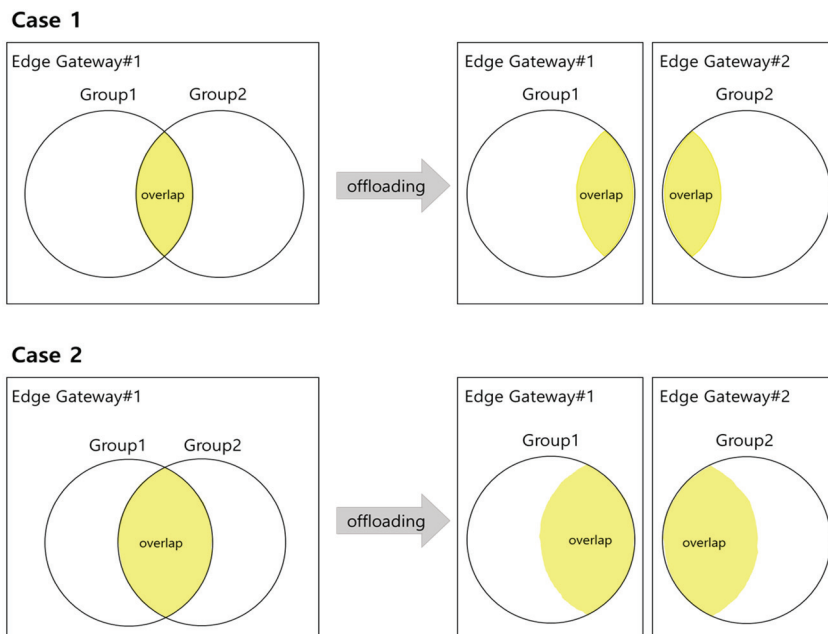 Case 1
Edge Gateway#1
Group1 Group2
overlap
offloading
Edge Gateway#1
Group1
overlap
Edge Gateway#2
Group2
overlap
Case 2
Edge Gateway#1
Group1 Group2
overlap
offloading
Edge Gateway#1
Group1
overlap
Edge Gateway#2
Group2
overlap